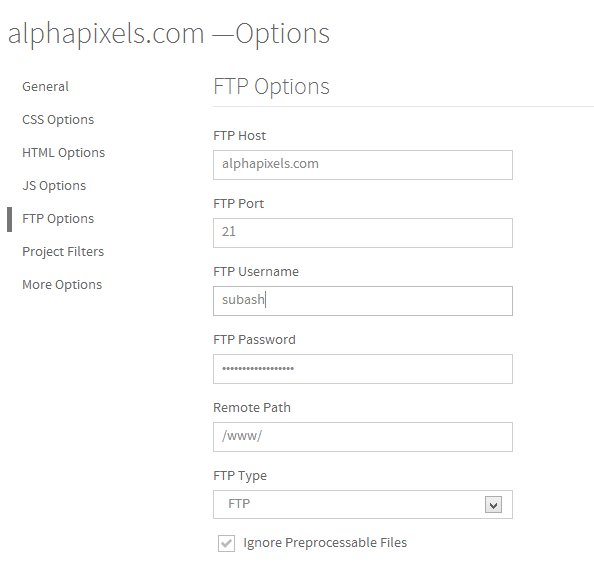 alphapixels.com —Options
General
CSS Options
HTML Options
JS Options
FTP Options
Project Filters
More Options
FTP Options
FTP Host
alphapixels.com
FTP Port
21
FTP Username
subash
FTP Password
••••••••••••••••••
Remote Path
/www/
FTP Type
FTP
Ignore Preprocessable Files